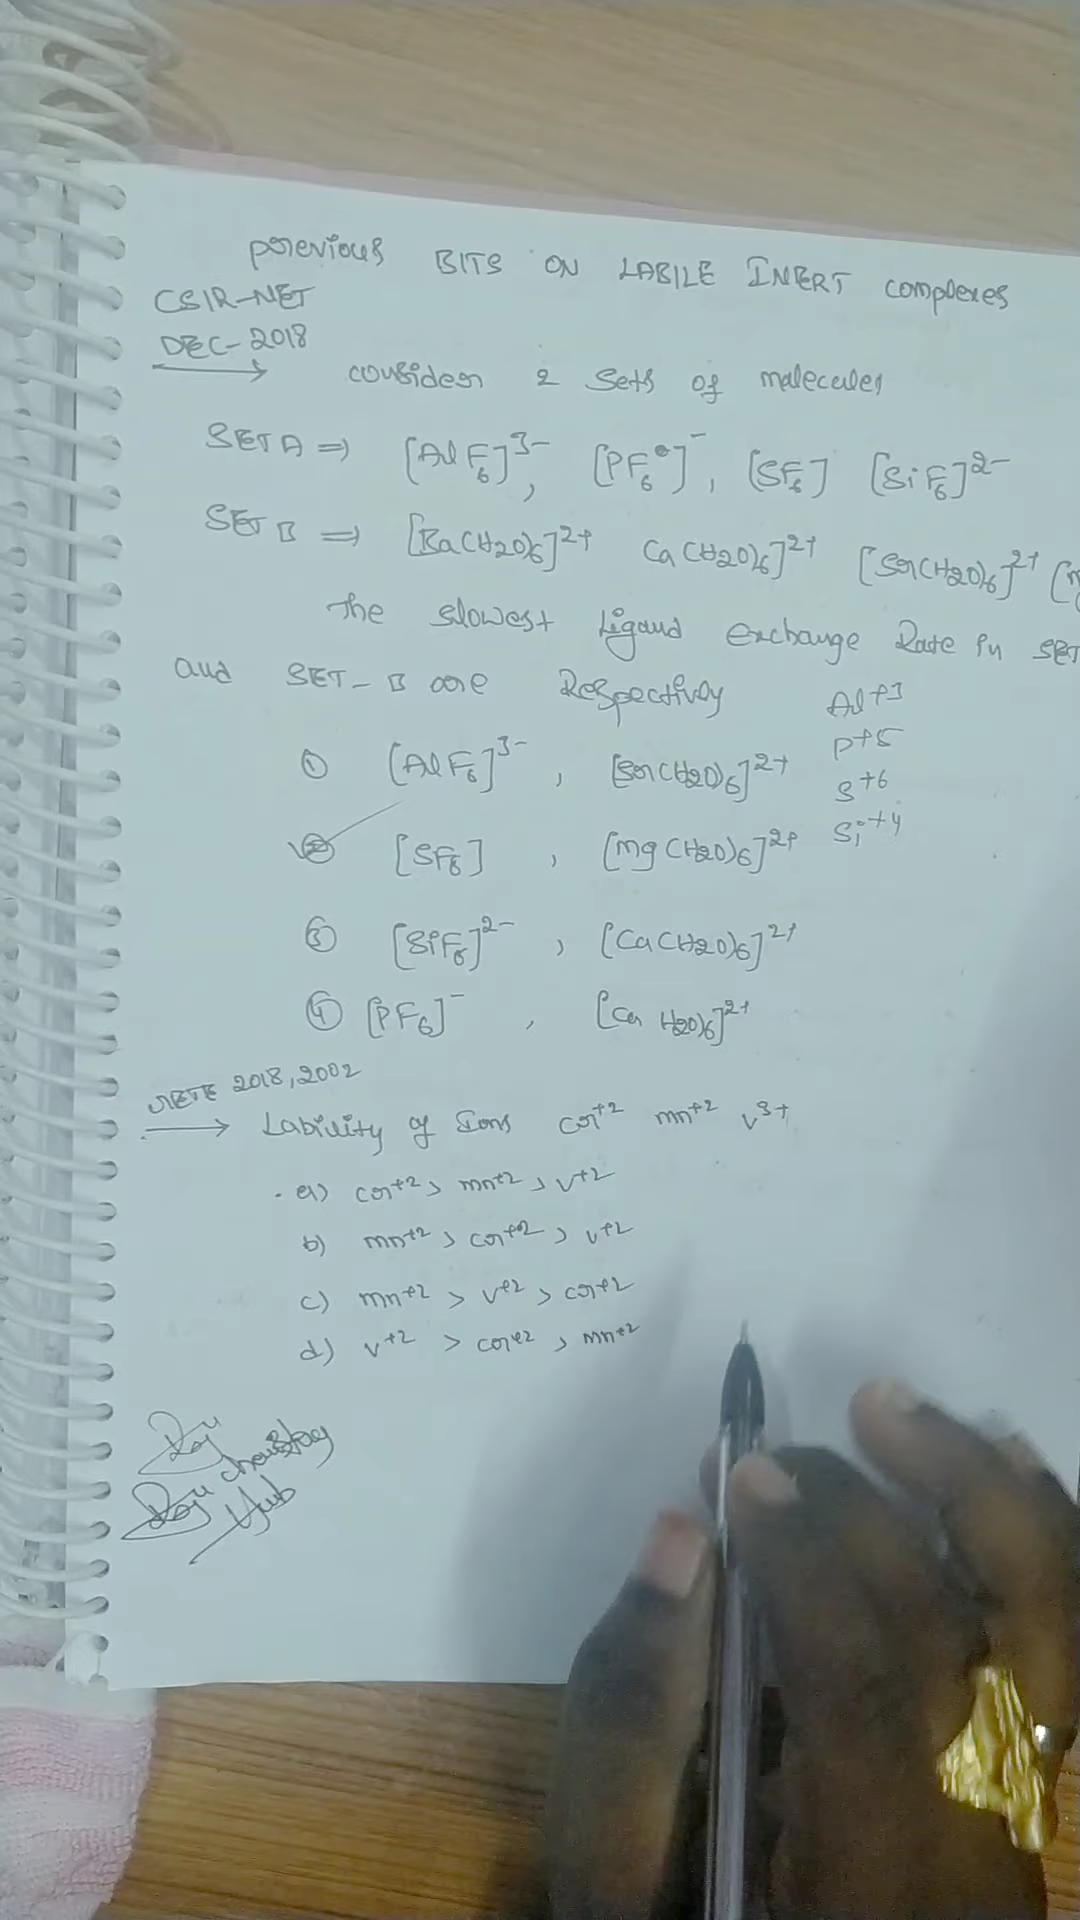 previous BITS ON LABILE INERT complexes
CSIR-NET
DEC-2018
consider 2 sets of molecules
SET A ⇒ [AlF6]3-, [PF6]-, [SF6] [SiF6]2-
SET B ⇒ [Ba(H2O)6]2+ Ca(H2O)6]2+ [Sr(H2O)6]2+
The slowest Ligand exchange Rate in SET
and SET-B are Respectively
Al+3
P+5
S+6
Si+4
① [AlF6]3- , [Sr(H2O)6]2+
② [SF6] , [Mg(H2O)6]2+
③ [SiF6]2- , [Ca(H2O)6]2+
④ [PF6]- , [Ca H2O)6]2+
2018, 2002
→ Lability of Ions Cr+2 Mn+2 V3+
a) Cr+2 > Mn+2 > V+2
b) Mn+2 > Cr+2 > V+2
c) Mn+2 > V+2 > Cr+2
d) V+2 > Cr+2 > Mn+2
Raju
Raju chemistry
Hub